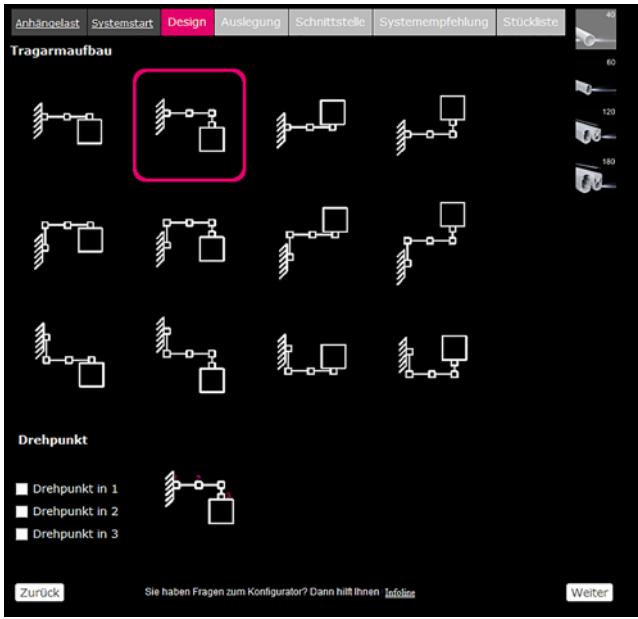 Anhängelast Systemstart Design Auslegung Schnittstelle Systemempfehlung Stückliste
40
Tragarmaufbau
60
120
180
Drehpunkt
Drehpunkt in 1
Drehpunkt in 2
Drehpunkt in 3
Zurück Sie haben Fragen zum Konfigurator? Dann hilft Ihnen Infoline Weiter